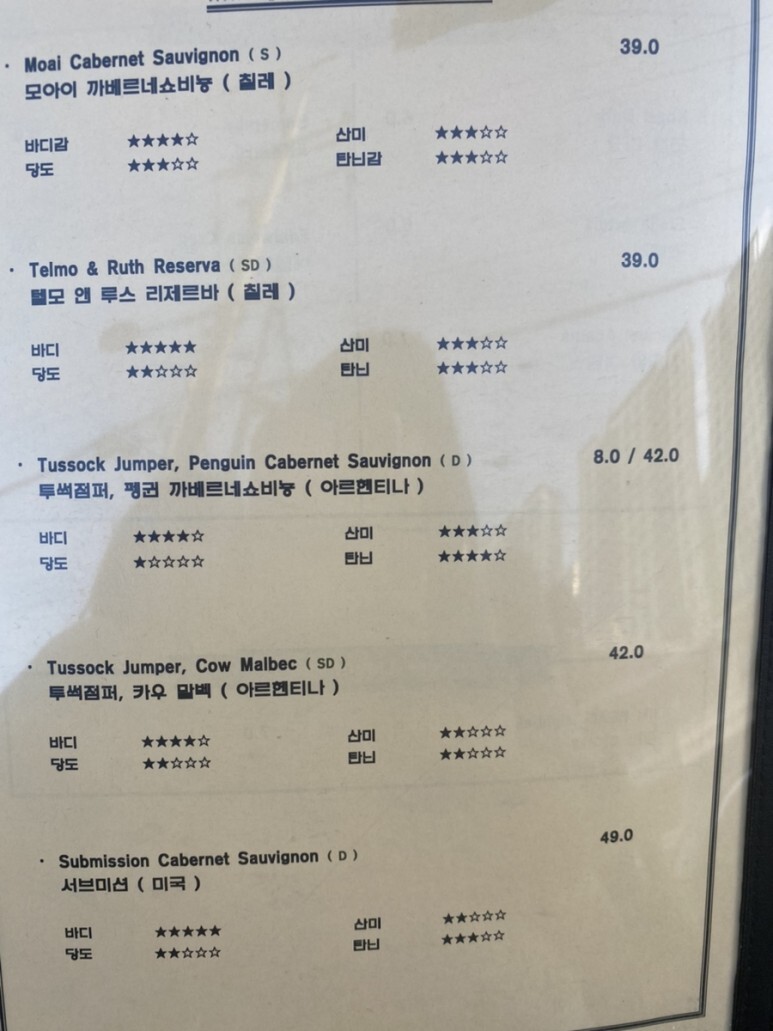 · Moai Cabernet Sauvignon ( S ) 39.0
모아이 까베르네쇼비뇽 ( 칠레 )
바디감 ★★★★☆ 산미 ★★★☆☆
당도 ★★★☆☆ 탄닌감 ★★★☆☆
· Telmo & Ruth Reserva ( SD ) 39.0
텔모 앤 루스 리제르바 ( 칠레 )
바디 ★★★★★ 산미 ★★★☆☆
당도 ★★☆☆☆ 탄닌 ★★★☆☆
· Tussock Jumper, Penguin Cabernet Sauvignon ( D ) 8.0 / 42.0
투썩점퍼, 펭귄 까베르네쇼비뇽 ( 아르헨티나 )
바디 ★★★★☆ 산미 ★★★☆☆
당도 ★☆☆☆☆ 탄닌 ★★★★☆
· Tussock Jumper, Cow Malbec ( SD ) 42.0
투썩점퍼, 카우 말벡 ( 아르헨티나 )
바디 ★★★★☆ 산미 ★★☆☆☆
당도 ★★☆☆☆ 탄닌 ★★☆☆☆
· Submission Cabernet Sauvignon ( D ) 49.0
서브미션 ( 미국 )
바디 ★★★★★ 산미 ★★☆☆☆
당도 ★★☆☆☆ 탄닌 ★★★☆☆